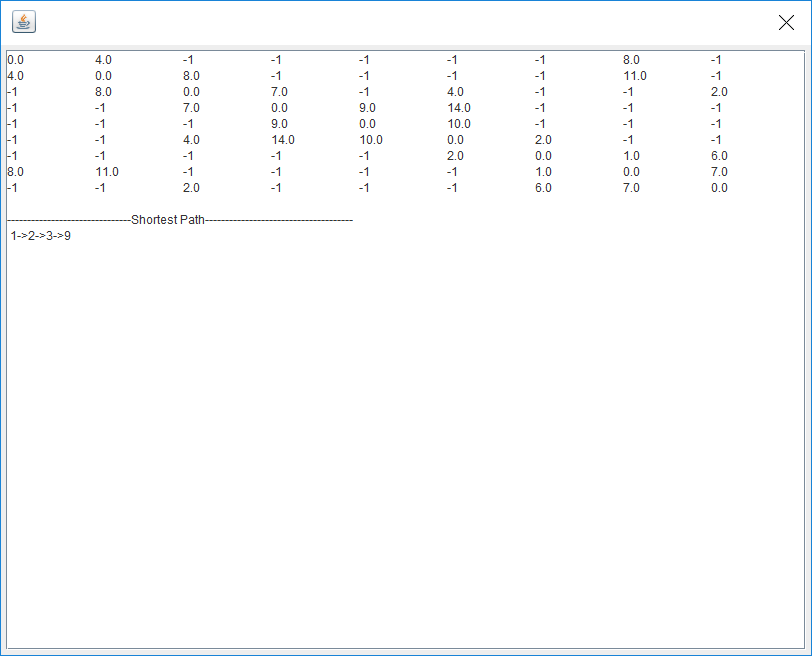 0.0 4.0 -1 -1 -1 -1 -1 8.0 -1
4.0 0.0 8.0 -1 -1 -1 -1 11.0 -1
-1 8.0 0.0 7.0 -1 4.0 -1 -1 2.0
-1 -1 7.0 0.0 9.0 14.0 -1 -1 -1
-1 -1 -1 9.0 0.0 10.0 -1 -1 -1
-1 -1 4.0 14.0 10.0 0.0 2.0 -1 -1
-1 -1 -1 -1 -1 2.0 0.0 1.0 6.0
8.0 11.0 -1 -1 -1 -1 1.0 0.0 7.0
-1 -1 2.0 -1 -1 -1 6.0 7.0 0.0
-------------------------------Shortest Path-------------------------------------
1->2->3->9